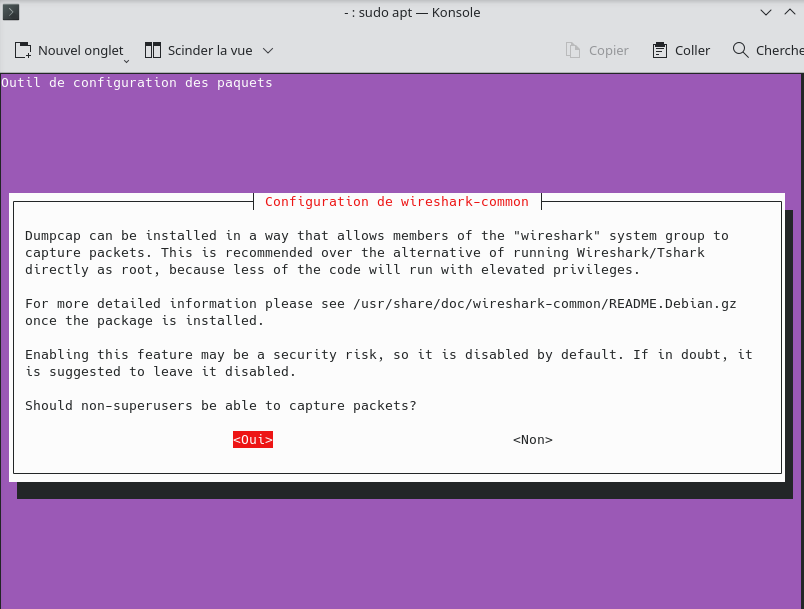 - : sudo apt — Konsole
Nouvel onglet
Scinder la vue
Copier
Coller
Cherche
Outil de configuration des paquets
Configuration de wireshark-common
Dumpcap can be installed in a way that allows members of the "wireshark" system group to
capture packets. This is recommended over the alternative of running Wireshark/Tshark
directly as root, because less of the code will run with elevated privileges.
For more detailed information please see /usr/share/doc/wireshark-common/README.Debian.gz
once the package is installed.
Enabling this feature may be a security risk, so it is disabled by default. If in doubt, it
is suggested to leave it disabled.
Should non-superusers be able to capture packets?
<Oui> <Non>